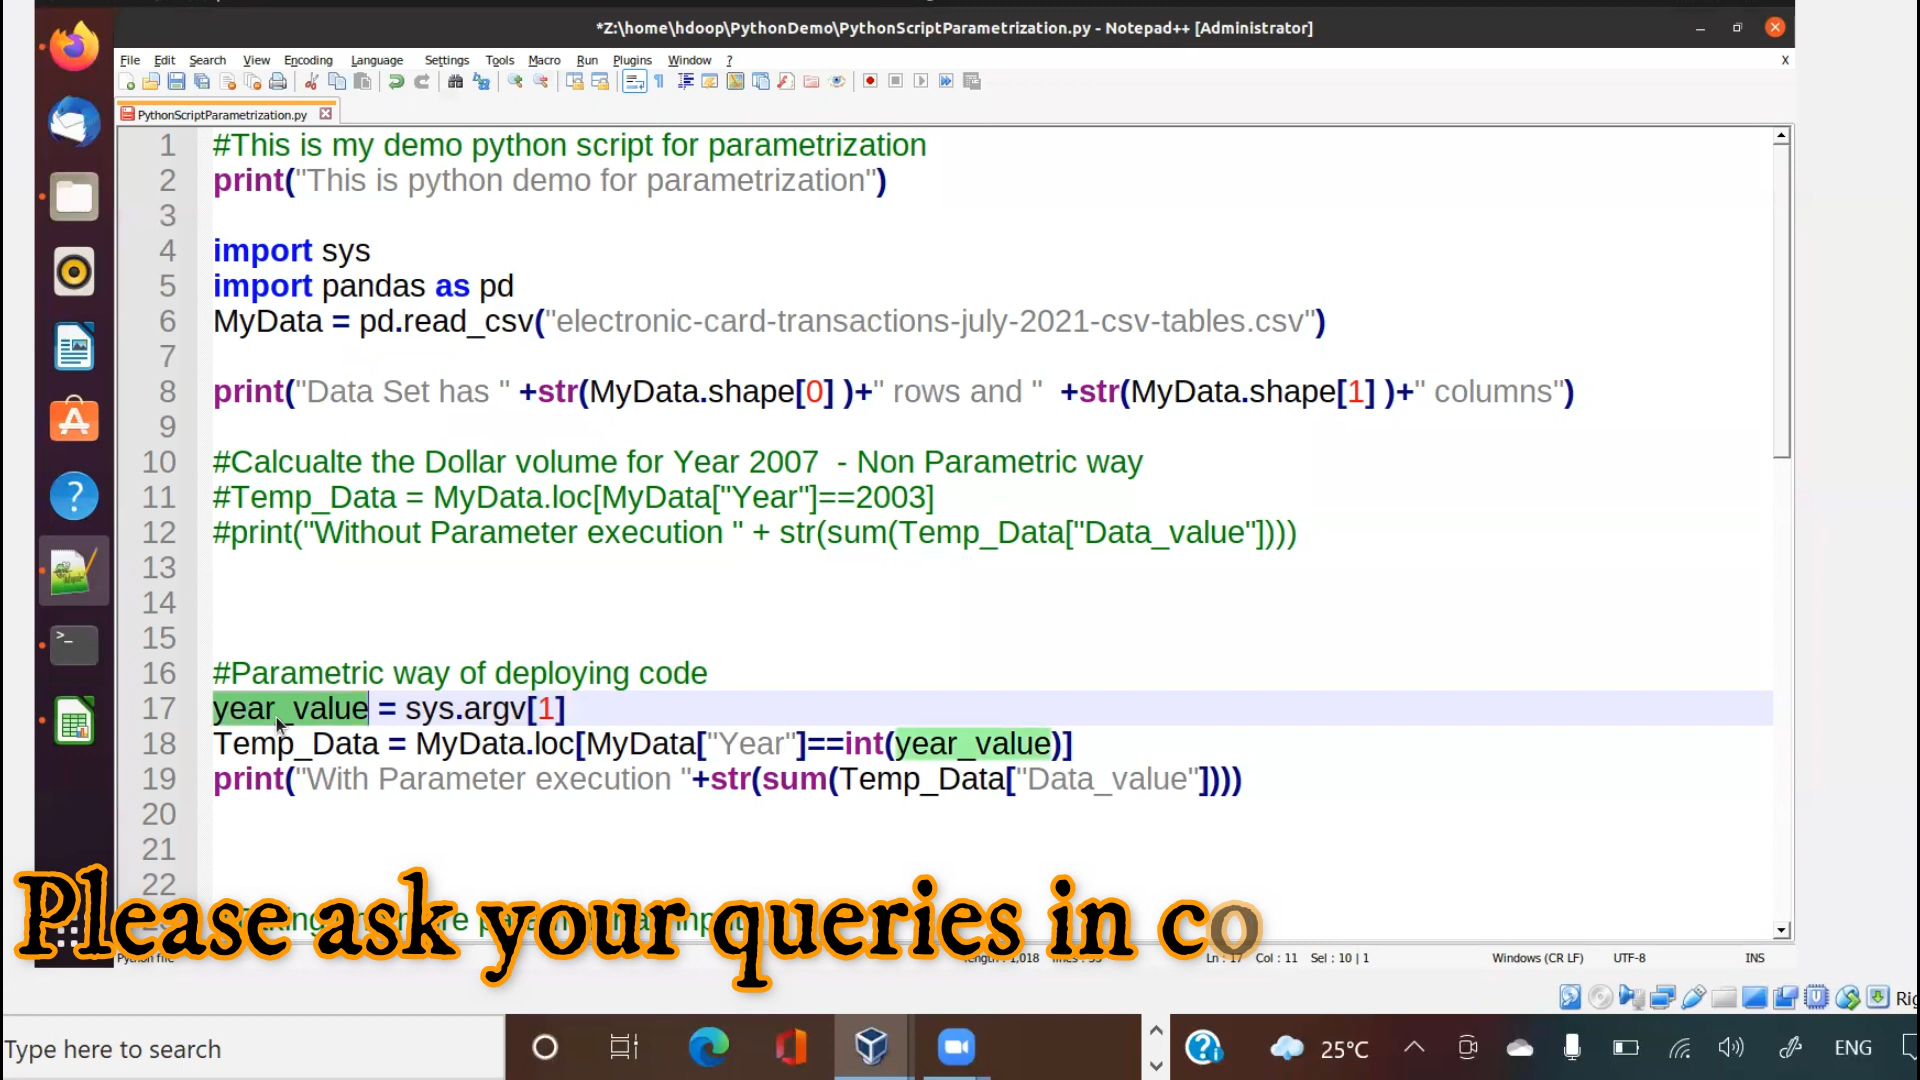 *Z:\home\hdoop\PythonDemo\PythonScriptParametrization.py - Notepad++ [Administrator]
File Edit Search View Encoding Language Settings Tools Macro Run Plugins Window ? X
PythonScriptParametrization.py
1 #This is my demo python script for parametrization
2 print("This is python demo for parametrization")
3
4 import sys
5 import pandas as pd
6 MyData = pd.read_csv("electronic-card-transactions-july-2021-csv-tables.csv")
7
8 print("Data Set has " +str(MyData.shape[0] )+" rows and "  +str(MyData.shape[1] )+" columns")
9
10 #Calcualte the Dollar volume for Year 2007  - Non Parametric way
11 #Temp_Data = MyData.loc[MyData["Year"]==2003]
12 #print("Without Parameter execution " + str(sum(Temp_Data["Data_value"])))
13
14
15
16 #Parametric way of deploying code
17 year_value = sys.argv[1]
18 Temp_Data = MyData.loc[MyData["Year"]==int(year_value)]
19 print("With Parameter execution "+str(sum(Temp_Data["Data_value"])))
20
21
22
Please ask your queries in co
Python file Ln : 17 Col : 11 Sel : 10 | 1 Windows (CR LF) UTF-8 INS
Type here to search 25°C ENG